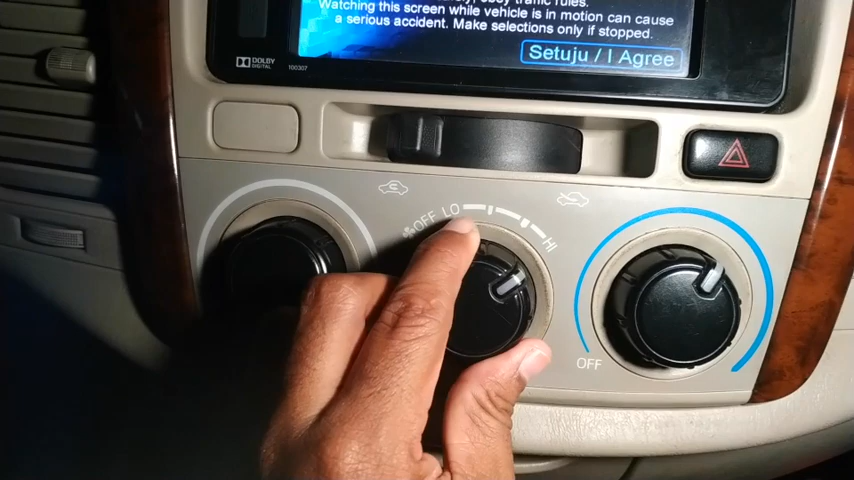 Watching this screen while vehicle is in motion can cause
a serious accident. Make selections only if stopped.
Setuju / I Agree
DOLBY
DIGITAL
100307
OFF LO
HI
OFF